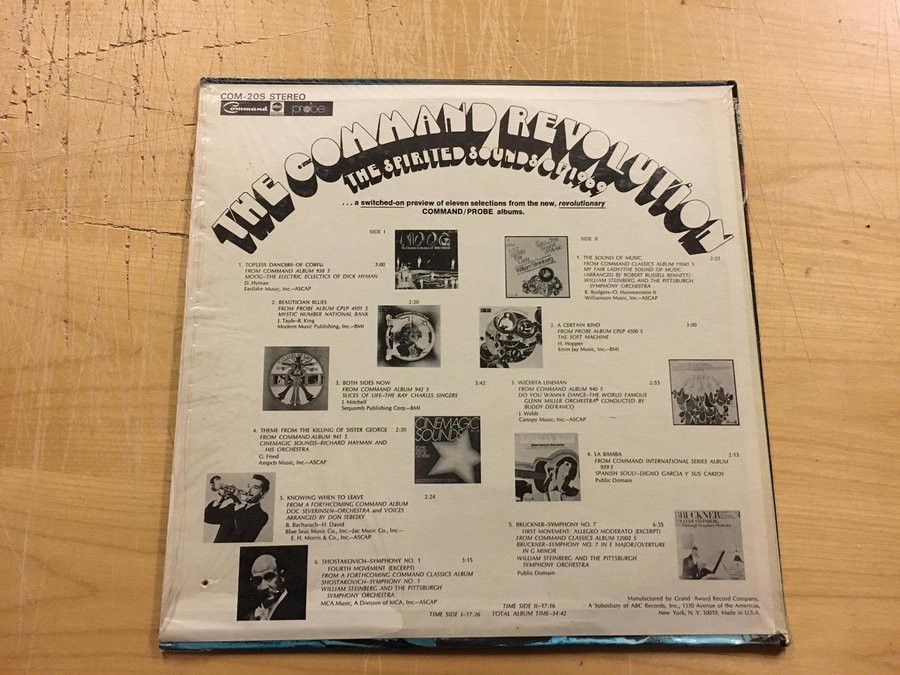 COM-20S STEREO
Command abc probe
THE COMMAND REVOLUTION
THE SPIRITED SOUNDS OF 1969
. . . a switched-on preview of eleven selections from the new, revolutionary
COMMAND/PROBE albums.
SIDE I
1. TOPLESS DANCERS OF CORFU 3:00
FROM COMMAND ALBUM 938 S
MOOG—THE ELECTRIC ECLECTICS OF DICK HYMAN
D. Hyman
Eastlake Music, Inc.—ASCAP
2. BEAUTICIAN BLUES 2:20
FROM PROBE ALBUM CPLP 4501 S
MYSTIC NUMBER NATIONAL BANK
J. Taub—R. King
Modern Music Publishing, Inc.—BMI
3. BOTH SIDES NOW 3:42
FROM COMMAND ALBUM 942 S
SLICES OF LIFE—THE RAY CHARLES SINGERS
J. Mitchell
Sequomb Publishing Corp.—BMI
4. THEME FROM THE KILLING OF SISTER GEORGE 2:30
FROM COMMAND ALBUM 941 S
CINEMAGIC SOUNDS—RICHARD HAYMAN AND
HIS ORCHESTRA
G. Fried
Ampcb Music, Inc.—ASCAP
CINEMAGIC
SOUNDS
5. KNOWING WHEN TO LEAVE 2:24
FROM A FORTHCOMING COMMAND ALBUM
DOC SEVERINSEN—ORCHESTRA and VOICES
ARRANGED BY DON SEBESKY
B. Bacharach—H. David
Blue Seas Music Co., Inc.—Jac Music Co., Inc.—
E. H. Morris & Co., Inc.—ASCAP
6. SHOSTAKOVICH—SYMPHONY NO. 1 3:15
FOURTH MOVEMENT (EXCERPT)
FROM A FORTHCOMING COMMAND CLASSICS ALBUM
SHOSTAKOVICH—SYMPHONY NO. 1
WILLIAM STEINBERG AND THE PITTSBURGH
SYMPHONY ORCHESTRA
MCA Music, A Division of MCA, Inc.—ASCAP
TIME SIDE I—17:26
MOOG
SIDE II
1. THE SOUND OF MUSIC 2:23
FROM COMMAND CLASSICS ALBUM 11041 S
MY FAIR LADY/THE SOUND OF MUSIC
(ARRANGED BY ROBERT RUSSELL BENNETT)
WILLIAM STEINBERG AND THE PITTSBURGH
SYMPHONY ORCHESTRA
R. Rodgers—O. Hammerstein II
Williamson Music, Inc.—ASCAP
2. A CERTAIN KIND 3:00
FROM PROBE ALBUM CPLP 4500 S
THE SOFT MACHINE
H. Hopper
Emm Jay Music, Inc.—BMI
3. WICHITA LINEMAN 2:33
FROM COMMAND ALBUM 940 S
DO YOU WANNA DANCE—THE WORLD FAMOUS
GLENN MILLER ORCHESTRA® CONDUCTED BY
BUDDY DEFRANCO
J. Webb
Canopy Music, Inc.—ASCAP
4. LA BAMBA 2:13
FROM COMMAND INTERNATIONAL SERIES ALBUM
939 S
SPANISH SOUL!—DIGNO GARCIA Y SUS CARIOS
Public Domain
5. BRUCKNER—SYMPHONY NO. 7 6:35
FIRST MOVEMENT: ALLEGRO MODERATO (EXCERPT)
FROM COMMAND CLASSICS ALBUM 12002 S
BRUCKNER—SYMPHONY NO. 7 IN E MAJOR/OVERTURE
IN G MINOR
WILLIAM STEINBERG AND THE PITTSBURGH
SYMPHONY ORCHESTRA
Public Domain
BRUCKNER
WILLIAM STEINBERG
TIME SIDE II—17:16
TOTAL ALBUM TIME—34:42
Manufactured by Grand Award Record Company,
A Subsidiary of ABC Records, Inc., 1330 Avenue of the Americas,
New York, N. Y. 10019, Made in U.S.A.